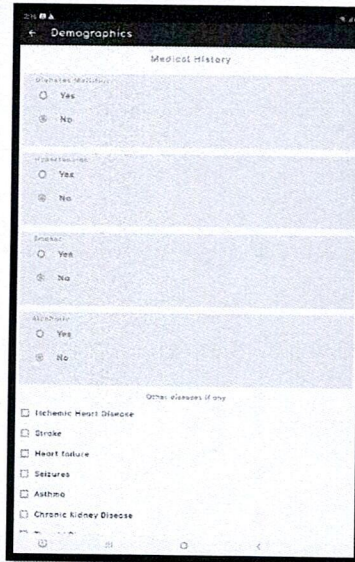 Demographics
Medical History
Diabetes Mellitus
Yes
No
Hypertension
Yes
No
Smoker
Yes
No
Alcoholic
Yes
No
Other diseases if any
Ischemic Heart Disease
Stroke
Heart failure
Seizures
Asthma
Chronic Kidney Disease